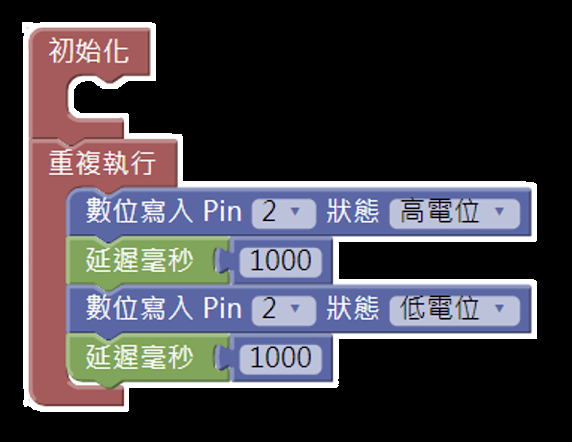 初始化
重複執行
數位寫入 Pin 2 狀態 高電位
延遲毫秒 1000
數位寫入 Pin 2 狀態 低電位
延遲毫秒 1000